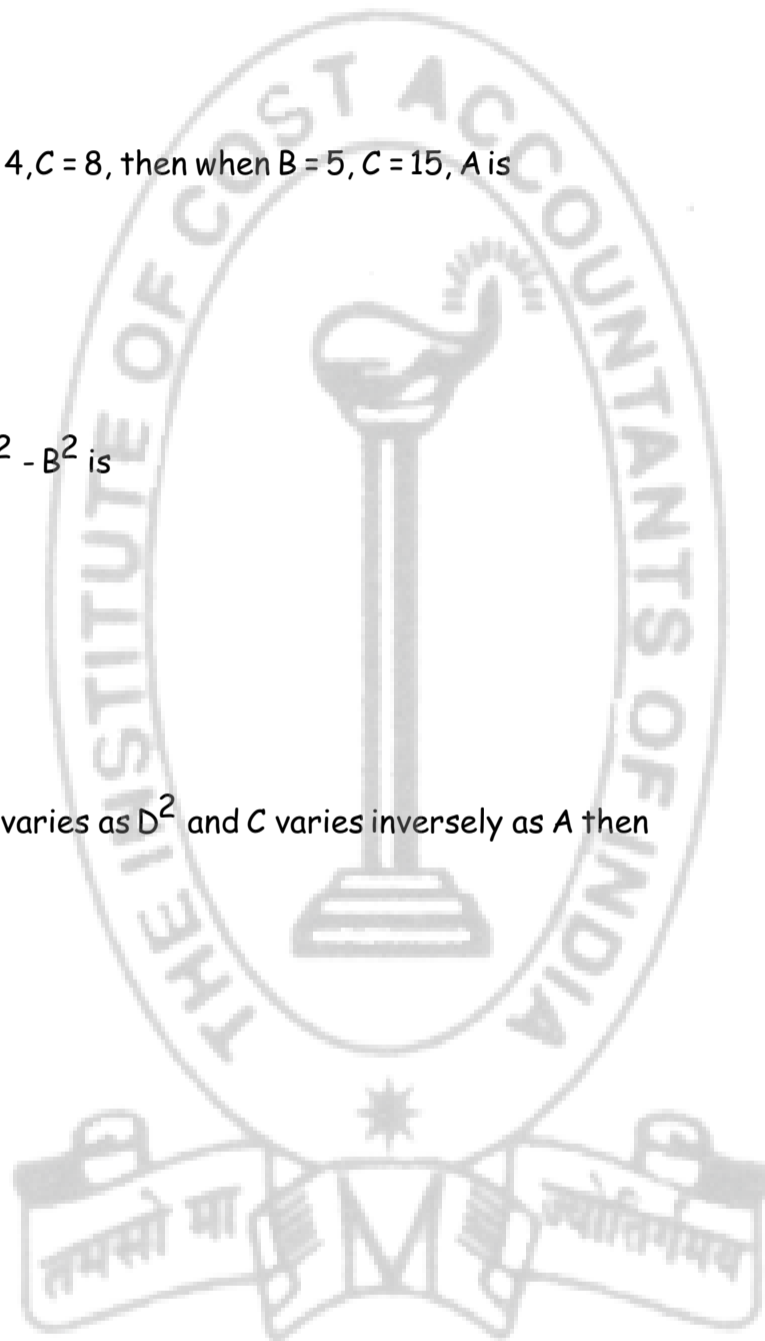 4,C = 8, then when B = 5, C = 15, A is
2 - B2 is
varies as D2 and C varies inversely as A then
THE INSTITUTE OF COST ACCOUNTANTS OF INDIA
तमसो मा ज्योतिर्गमय